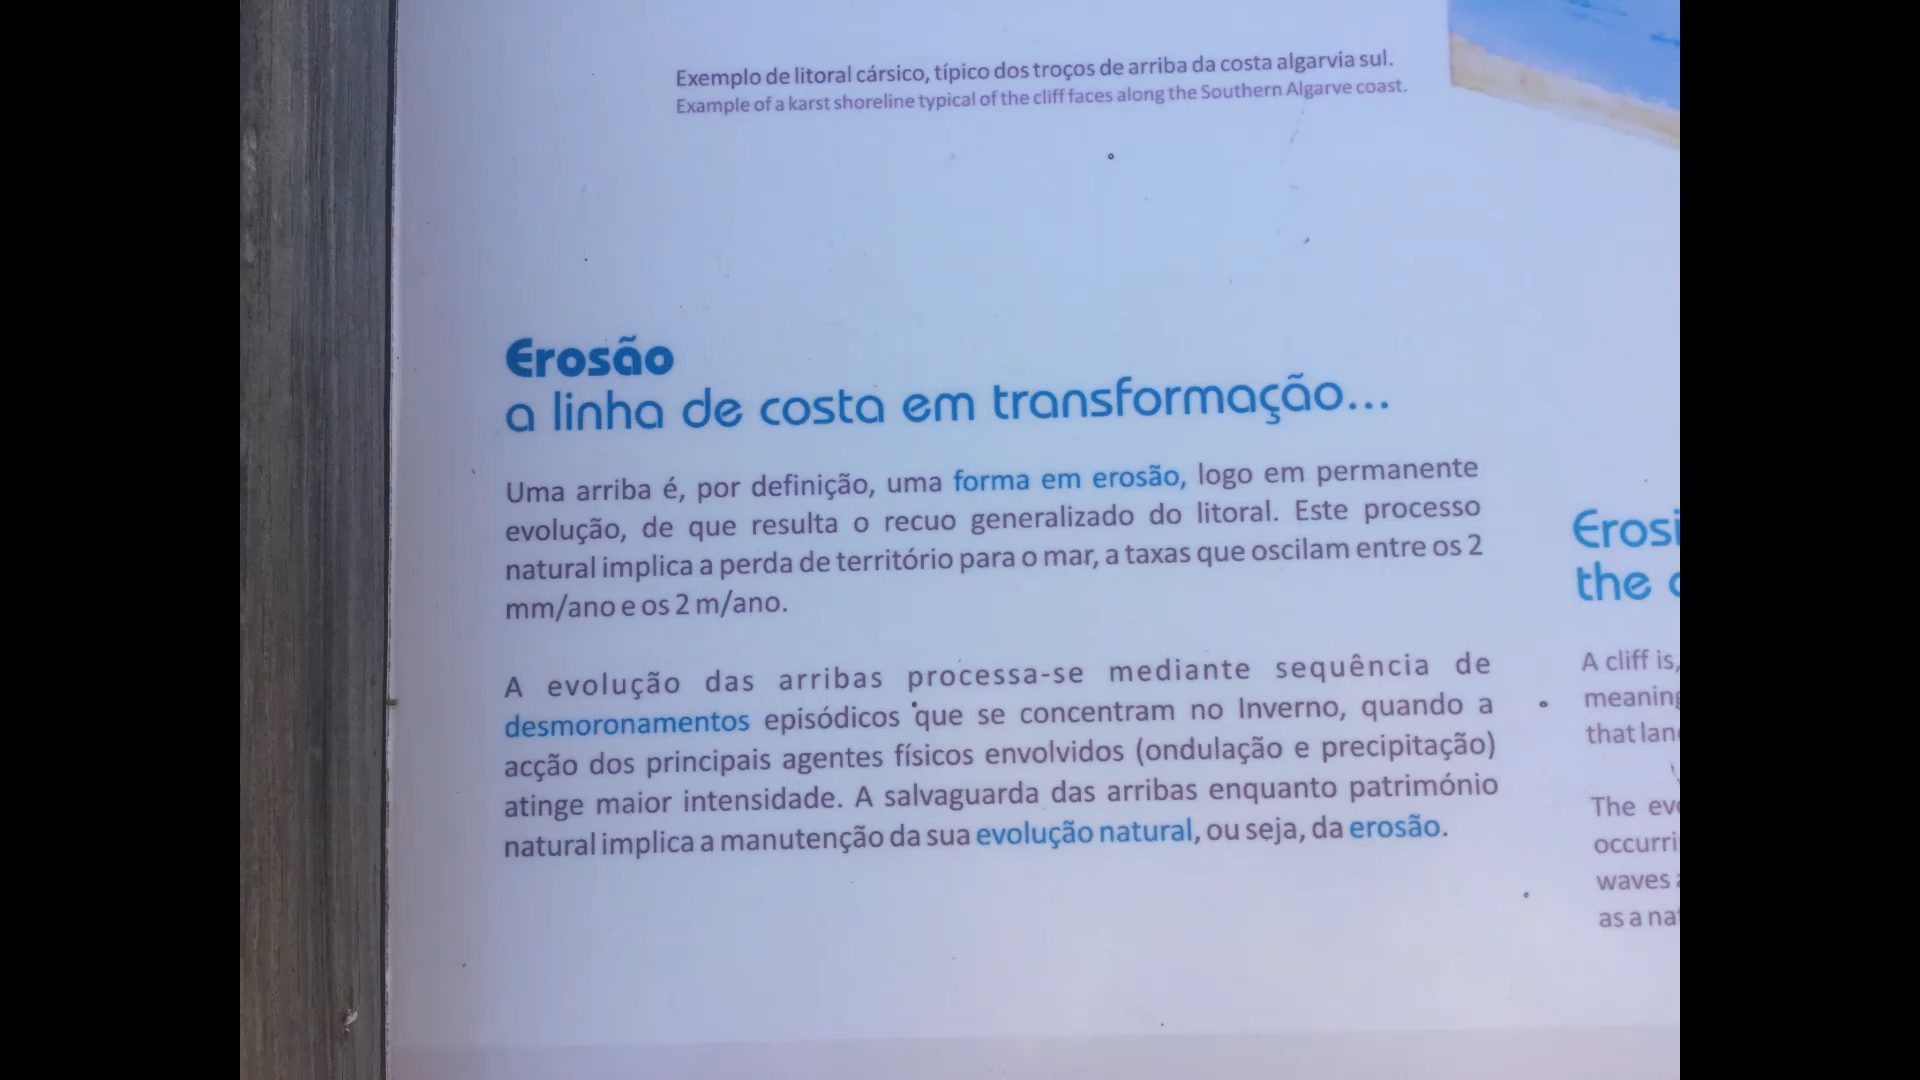 Exemplo de litoral cársico, típico dos troços de arriba da costa algarvia sul.
Example of a karst shoreline typical of the cliff faces along the Southern Algarve coast.
Erosão
a linha de costa em transformação...
Uma arriba é, por definição, uma forma em erosão, logo em permanente
evolução, de que resulta o recuo generalizado do litoral. Este processo
natural implica a perda de território para o mar, a taxas que oscilam entre os 2
mm/ano e os 2 m/ano.
A evolução das arribas processa-se mediante sequência de
desmoronamentos episódicos que se concentram no Inverno, quando a
acção dos principais agentes físicos envolvidos (ondulação e precipitação)
atinge maior intensidade. A salvaguarda das arribas enquanto património
natural implica a manutenção da sua evolução natural, ou seja, da erosão.
Erosi
the
A cliff is,
meaning
that lan
The ev
occurri
waves
as a na